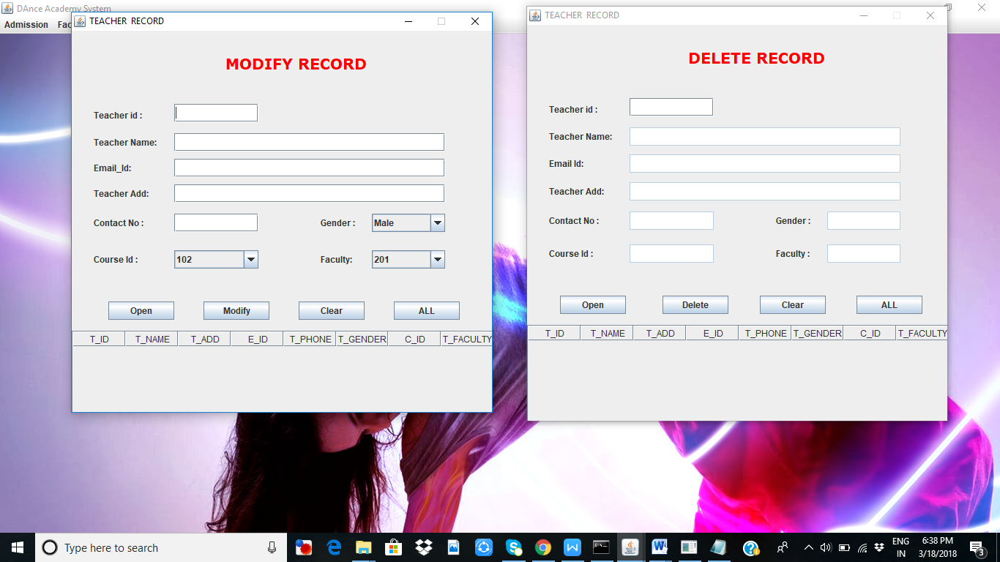 DAnce Academy System
Admission
TEACHER RECORD
MODIFY RECORD
Teacher id :
Teacher Name:
Email_Id:
Teacher Add:
Contact No :
Gender : Male
Course Id : 102
Faculty: 201
Open Modify Clear ALL
T_ID T_NAME T_ADD E_ID T_PHONE T_GENDER C_ID T_FACULTY
TEACHER RECORD
DELETE RECORD
Teacher id :
Teacher Name:
Email Id:
Teacher Add:
Contact No :
Gender :
Course Id :
Faculty :
Open Delete Clear ALL
T_ID T_NAME T_ADD E_ID T_PHONE T_GENDER C_ID T_FACULTY
Type here to search
ENG
IN
6:38 PM
3/18/2018
3